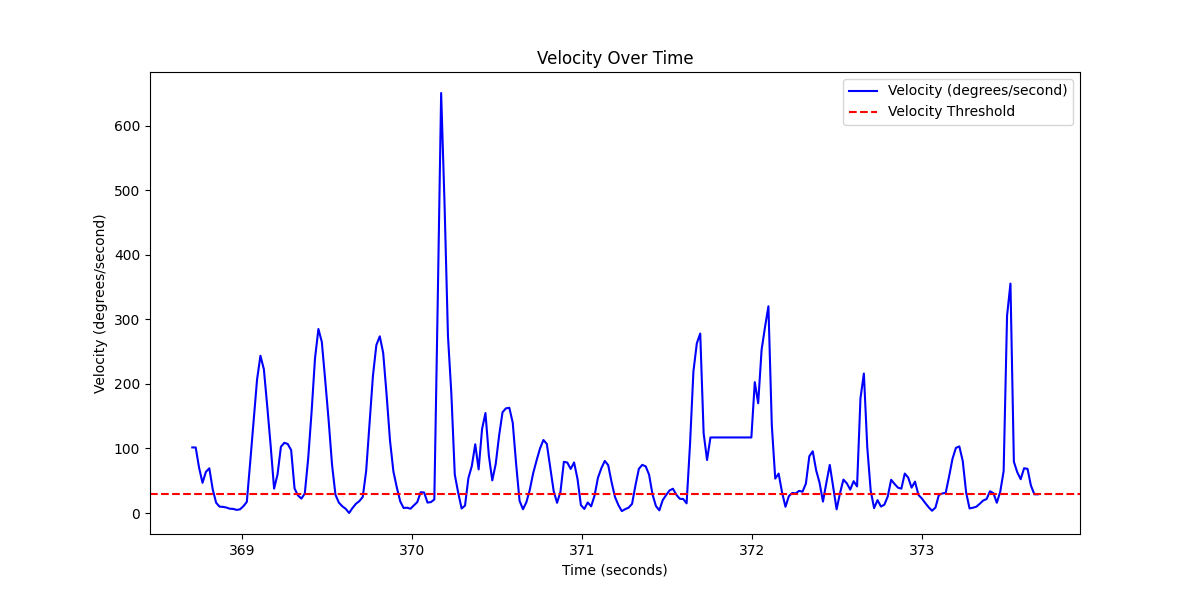 Velocity Over Time
Velocity (degrees/second)
Velocity Threshold
600
500
400
300
200
100
0
Velocity (degrees/second)
369 370 371 372 373
Time (seconds)